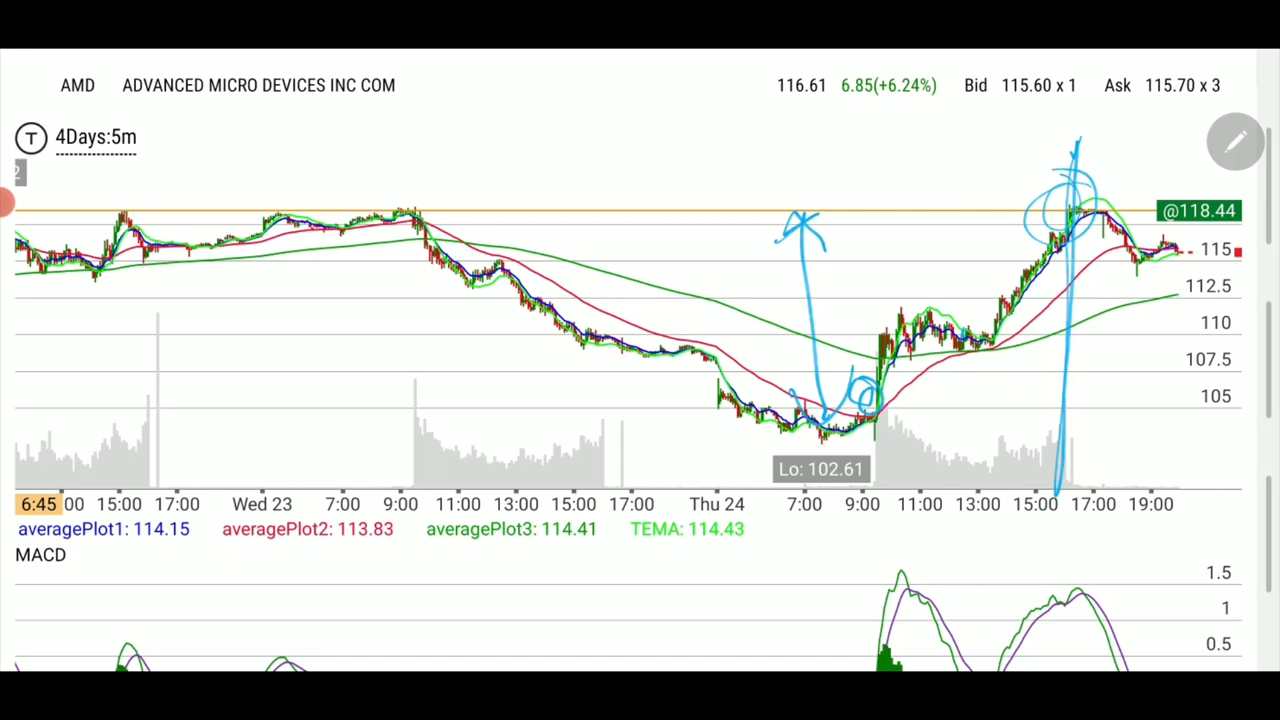 AMD ADVANCED MICRO DEVICES INC COM 116.61 6.85(+6.24%) Bid 115.60 x 1 Ask 115.70 x 3
T 4Days:5m
2
@118.44
115
112.5
110
107.5
105
Lo: 102.61
6:45 00 15:00 17:00 Wed 23 7:00 9:00 11:00 13:00 15:00 17:00 Thu 24 7:00 9:00 11:00 13:00 15:00 17:00 19:00
averagePlot1: 114.15 averagePlot2: 113.83 averagePlot3: 114.41 TEMA: 114.43
MACD
1.5
1
0.5